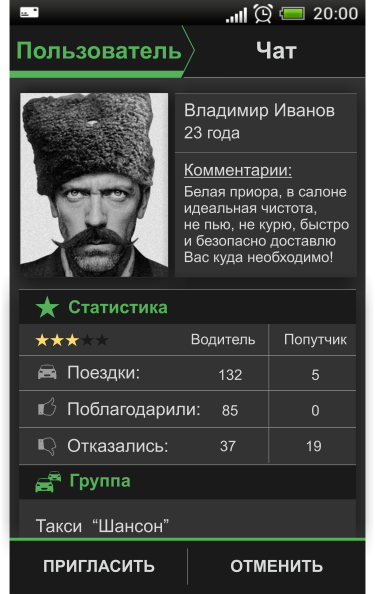 20:00
Пользователь Чат
Владимир Иванов
23 года
Комментарии:
Белая приора, в салоне
идеальная чистота,
не пью, не курю, быстро
и безопасно доставлю
Вас куда необходимо!
Статистика
Водитель Попутчик
Поездки: 132 5
Поблагодарили: 85 0
Отказались: 37 19
Группа
Такси “Шансон”
ПРИГЛАСИТЬ ОТМЕНИТЬ